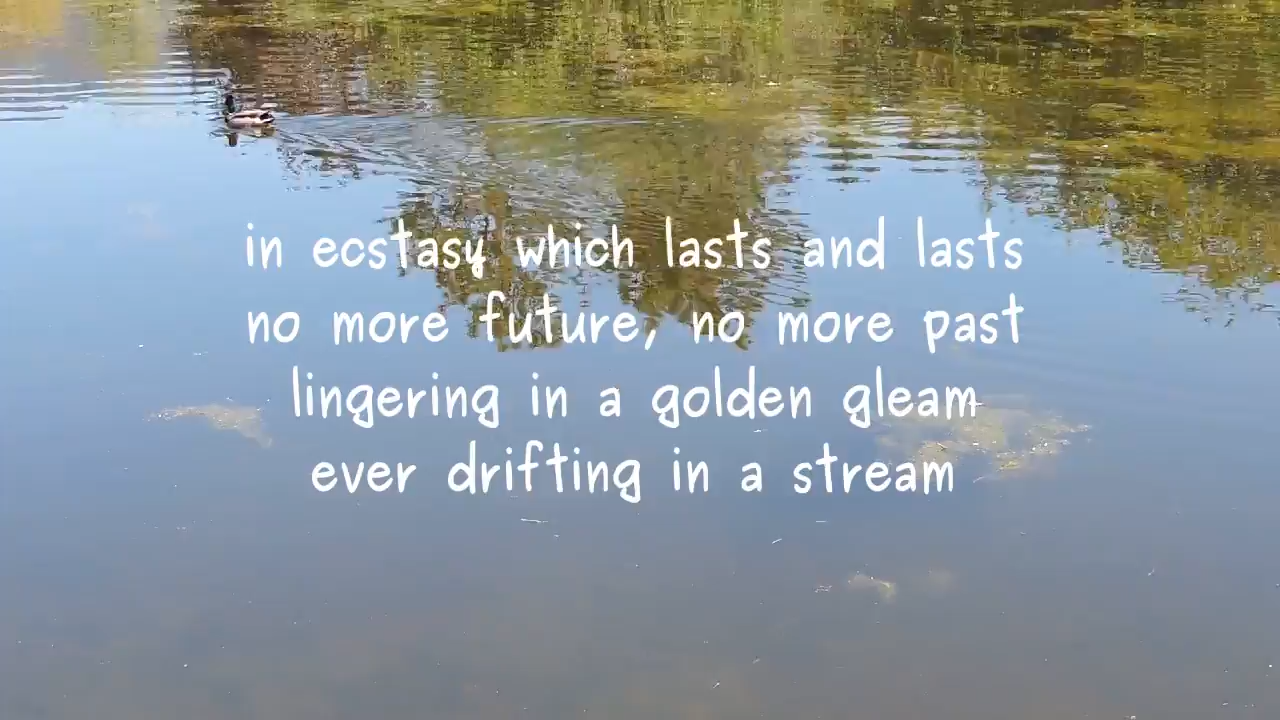 in ecstasy which lasts and lasts
no more future, no more past
lingering in a golden gleam
ever drifting in a stream